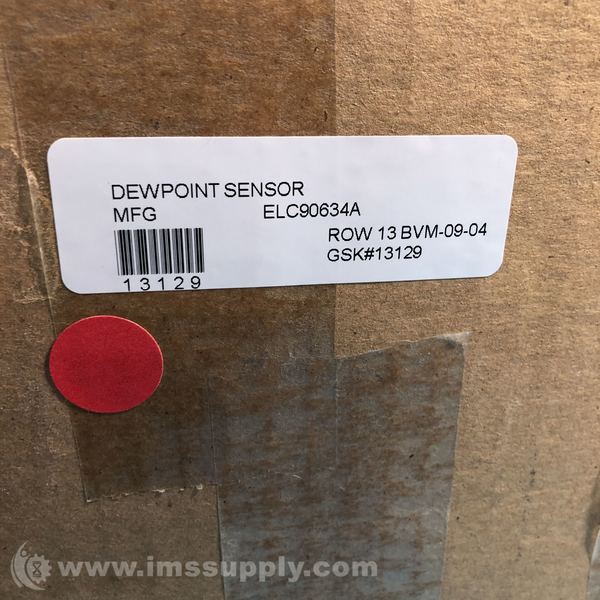 DEWPOINT SENSOR
MFG ELC90634A
ROW 13 BVM-09-04
GSK#13129
13129
www.imssupply.com